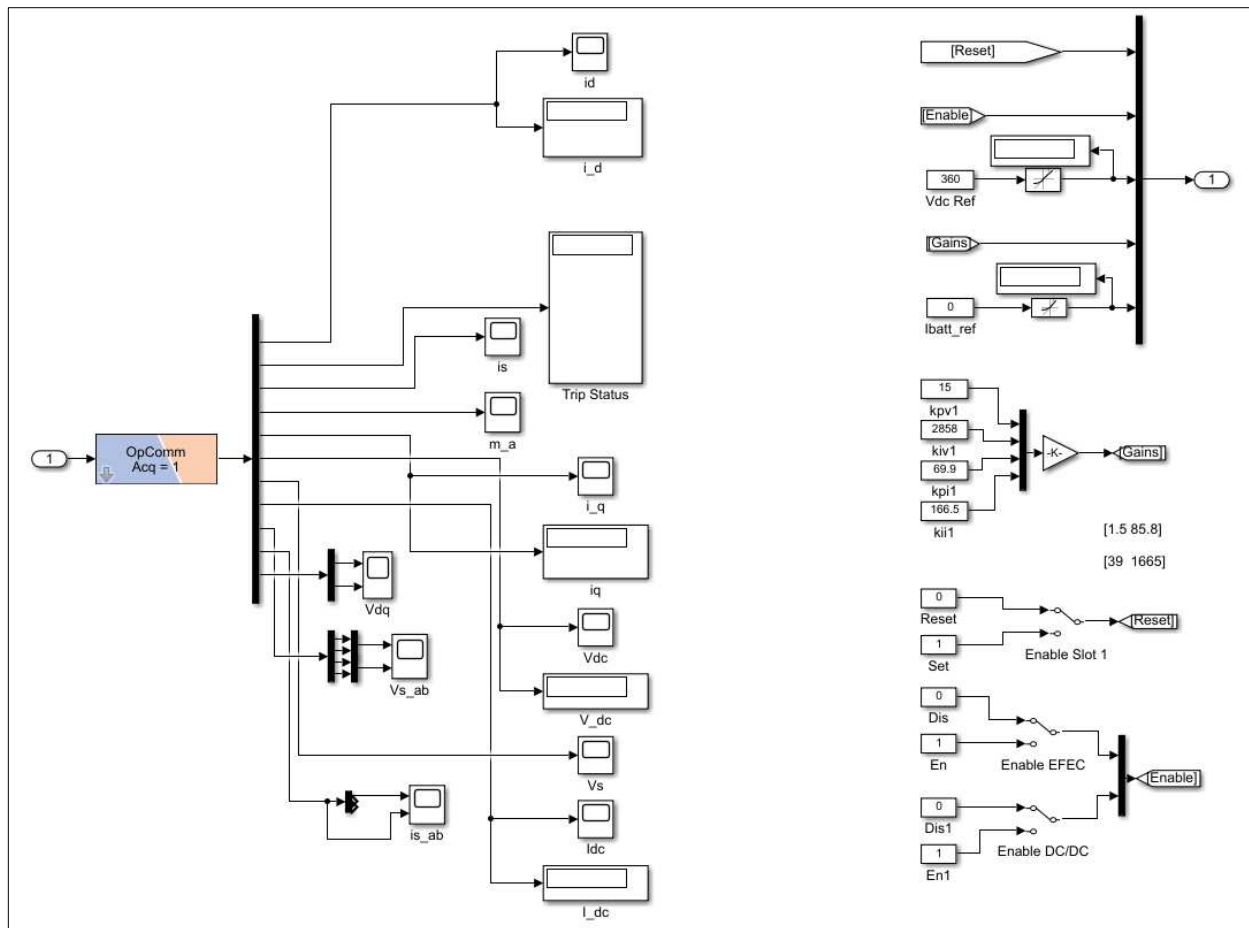 id
i_d
Trip Status
is
m_a
1
OpComm
Acq = 1
i_q
iq
Vdq
Vdc
Vs_ab
V_dc
Vs
is_ab
Idc
I_dc
[Reset]
[Enable]
360
Vdc Ref
1
[Gains]
0
Ibatt_ref
15
kpv1
2858
kiv1
-K-
[Gains]
69.9
kpi1
166.5
kii1
[1.5 85.8]
[39 1665]
0
Reset
[Reset]
1
Set
Enable Slot 1
0
Dis
1
En
Enable EFEC
[Enable]
0
Dis1
1
En1
Enable DC/DC